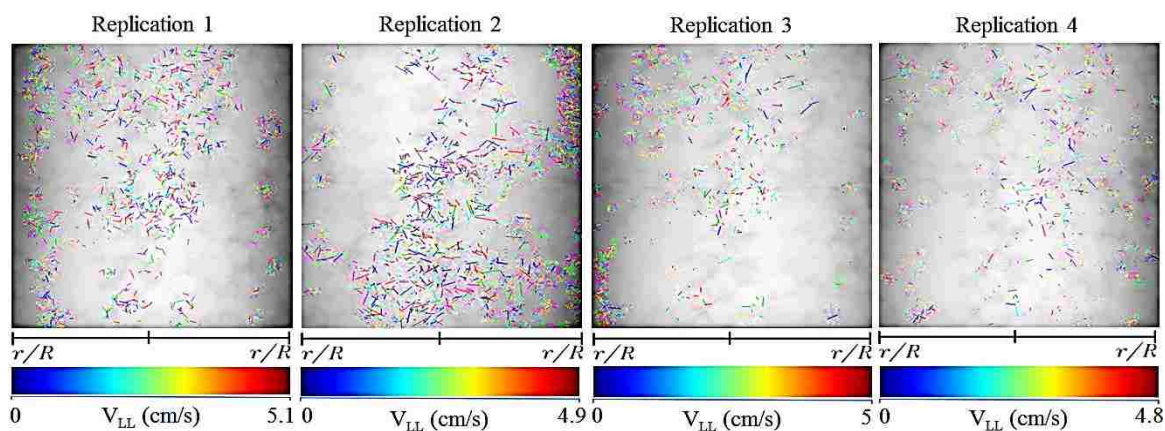 Replication 1 Replication 2 Replication 3 Replication 4
r/R r/R r/R r/R r/R r/R r/R r/R
0 V_LL (cm/s) 5.1 0 V_LL (cm/s) 4.9 0 V_LL (cm/s) 5 0 V_LL (cm/s) 4.8